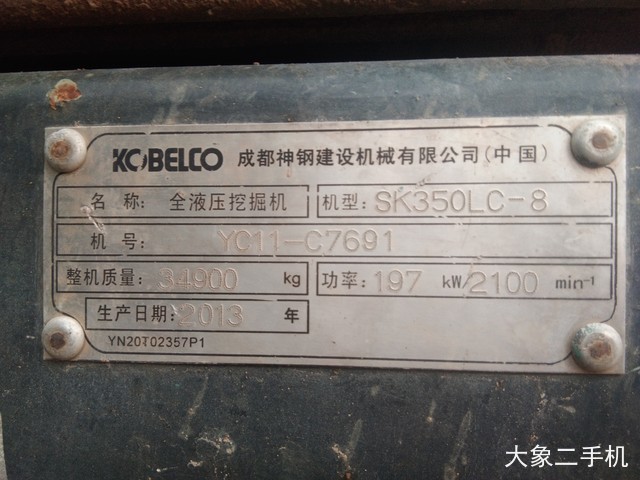 KOBELCO 成都神钢建设机械有限公司(中国)
名称: 全液压挖掘机 机型: SK350LC-8
机号: YC11-C7691
整机质量: 34900 kg 功率: 197 kW/2100 min⁻¹
生产日期: 2013 年
YN20T02357P1
大象二手机